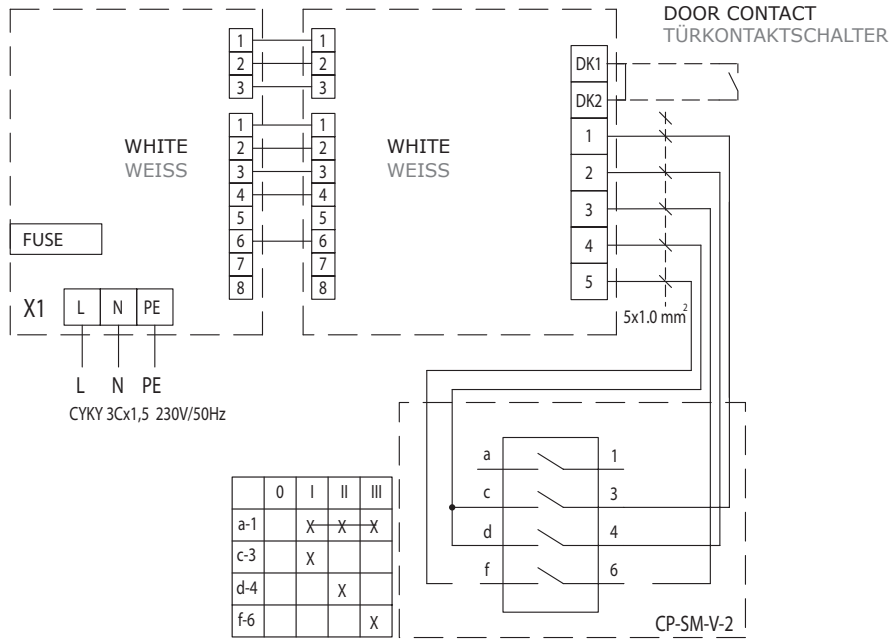 DOOR CONTACT
TÜRKONTAKTSCHALTER
1
2
3
1
2
3
4
5
6
7
8
1
2
3
1
2
3
4
5
6
7
8
WHITE
WEISS
WHITE
WEISS
DK1
DK2
1
2
3
4
5
FUSE
X1
L N PE
L N PE
CYKY 3Cx1,5 230V/50Hz
5x1.0 mm²
a 1
c 3
d 4
f 6
CP-SM-V-2
0 I II III
a-1 X X X
c-3 X
d-4 X
f-6 X